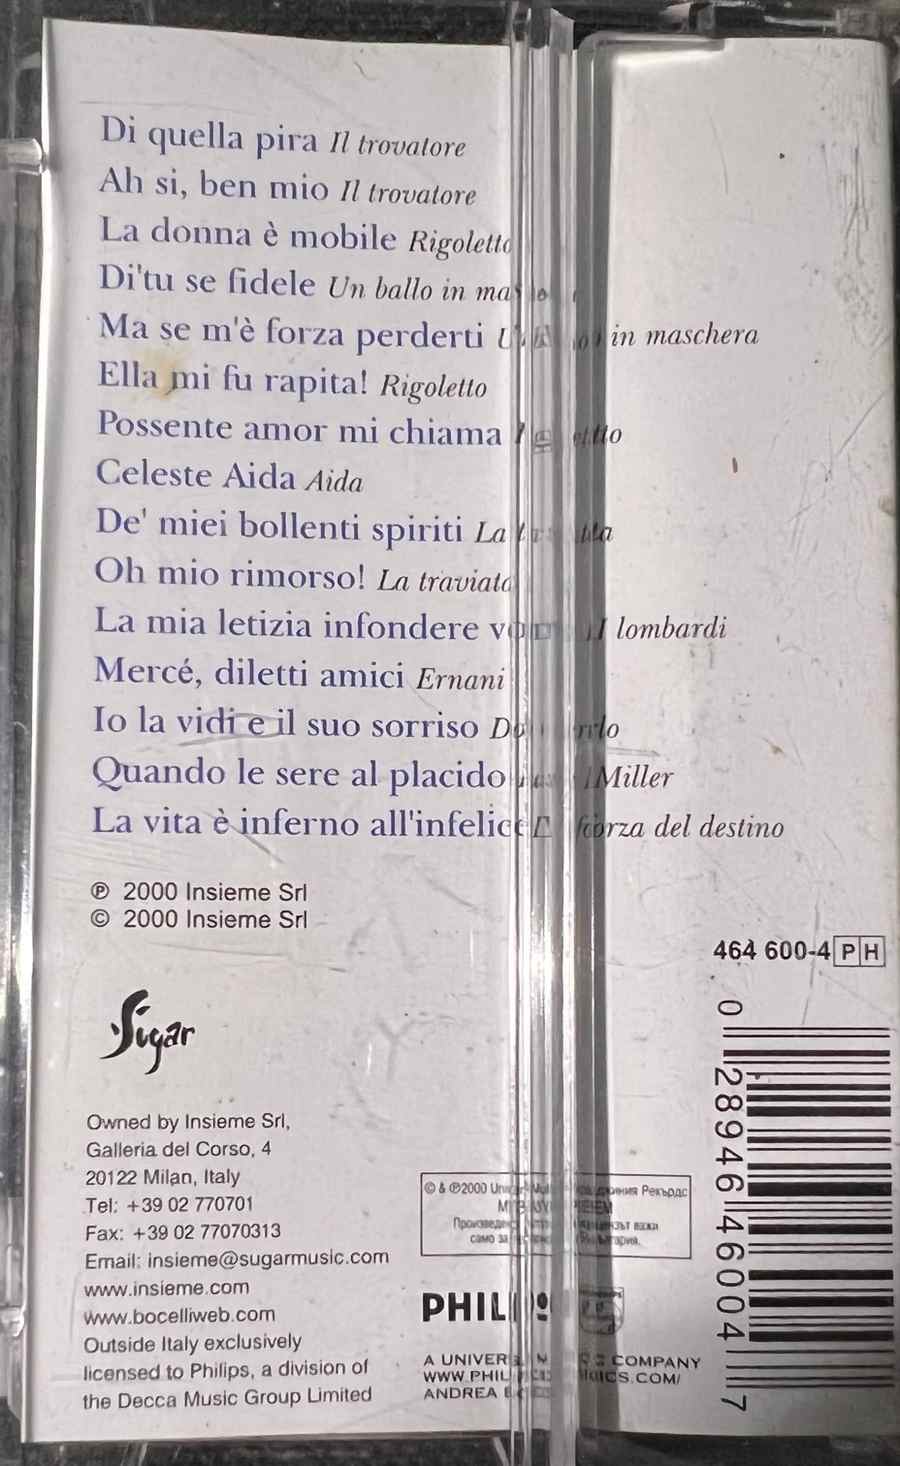 Di quella pira Il trovatore
Ah si, ben mio Il trovatore
La donna è mobile Rigoletto
Di'tu se fidele Un ballo in
Ma se m'è forza perderti in maschera
Ella mi fu rapita! Rigoletto
Possente amor mi chiama
Celeste Aida Aida
De' miei bollenti spiriti La
Oh mio rimorso! La traviata
La mia letizia infondere lombardi
Mercé, diletti amici Ernani
Io la vidi e il suo sorriso
Quando le sere al placido Miller
La vita è inferno all'infelice forza del destino
℗ 2000 Insieme Srl
© 2000 Insieme Srl
464 600-4 PH
Sugar
0 28946 46004 7
Owned by Insieme Srl,
Galleria del Corso, 4
20122 Milan, Italy
Tel: +39 02 770701
Fax: +39 02 77070313
Email: insieme@sugarmusic.com
www.insieme.com
www.bocelliweb.com
Outside Italy exclusively
licensed to Philips, a division of
the Decca Music Group Limited
© & ℗2000 Рекърдс
само за
A COMPANY
ANDREA